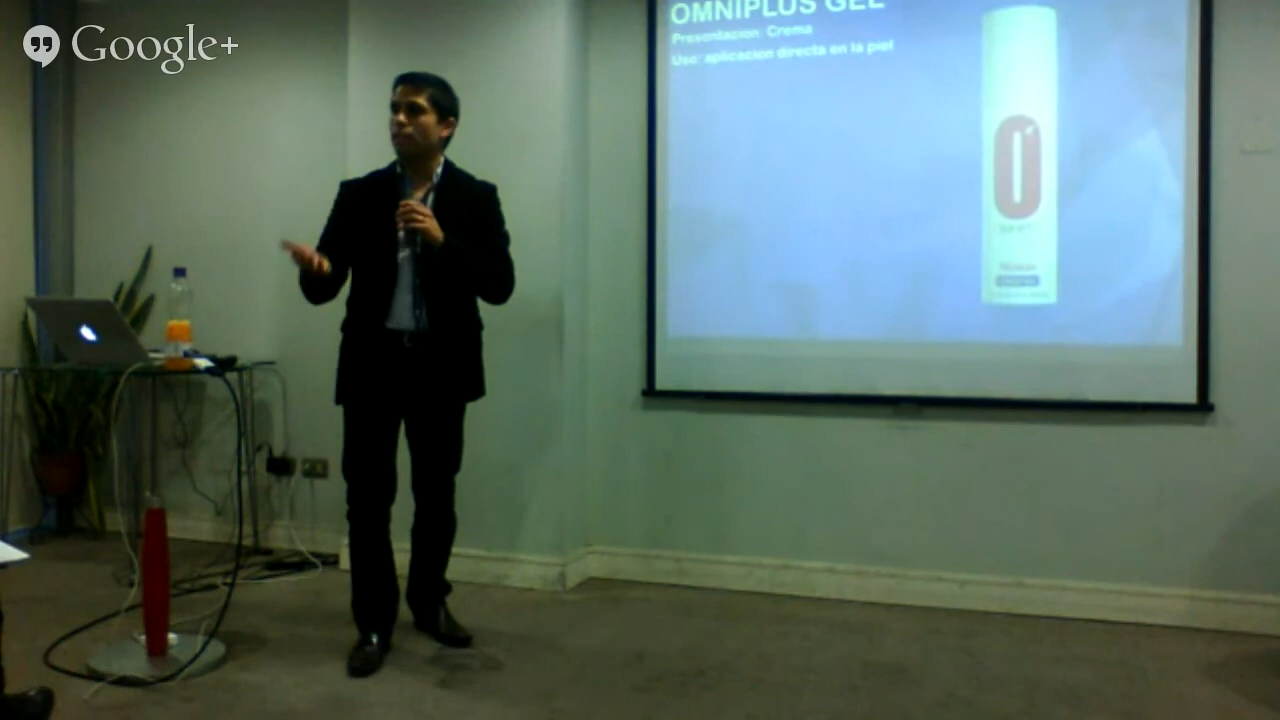 Google+
OMNIPLUS GEL
Presentacion: Crema
Uso: aplicacion directa en la piel